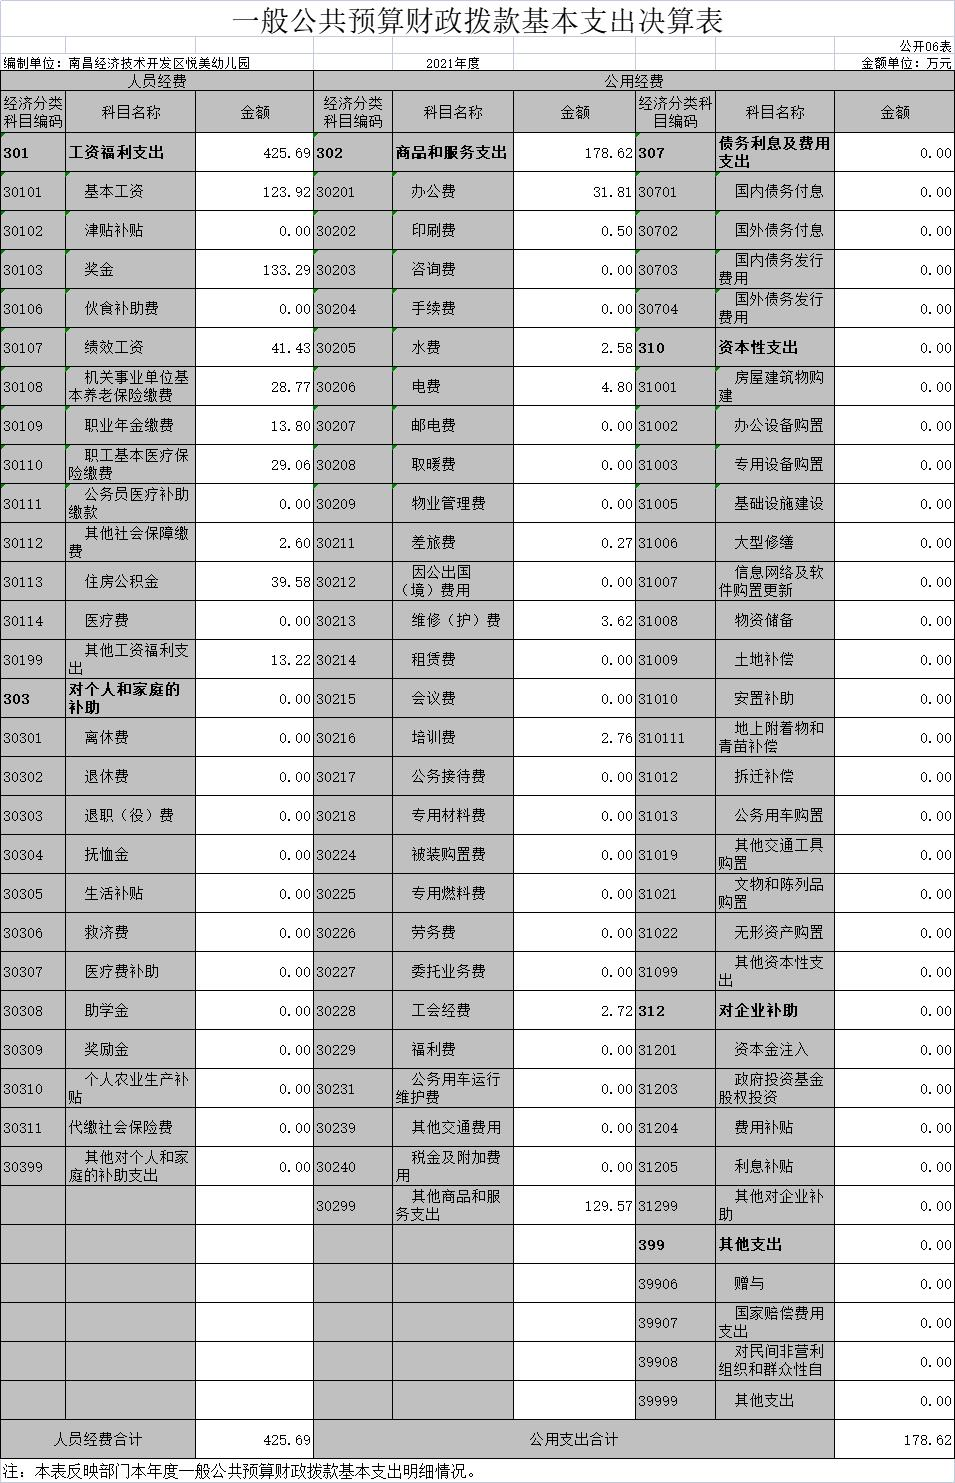 一般公共预算财政拨款基本支出决算表
公开06表
编制单位：南昌经济技术开发区悦美幼儿园 2021年度 金额单位：万元
人员经费 公用经费
经济分类科目编码 科目名称 金额 经济分类科目编码 科目名称 金额 经济分类科目编码 科目名称 金额
301 工资福利支出 425.69 302 商品和服务支出 178.62 307 债务利息及费用支出 0.00
30101 基本工资 123.92 30201 办公费 31.81 30701 国内债务付息 0.00
30102 津贴补贴 0.00 30202 印刷费 0.50 30702 国外债务付息 0.00
30103 奖金 133.29 30203 咨询费 0.00 30703 国内债务发行费用 0.00
30106 伙食补助费 0.00 30204 手续费 0.00 30704 国外债务发行费用 0.00
30107 绩效工资 41.43 30205 水费 2.58 310 资本性支出 0.00
30108 机关事业单位基本养老保险缴费 28.77 30206 电费 4.80 31001 房屋建筑物购建 0.00
30109 职业年金缴费 13.80 30207 邮电费 0.00 31002 办公设备购置 0.00
30110 职工基本医疗保险缴费 29.06 30208 取暖费 0.00 31003 专用设备购置 0.00
30111 公务员医疗补助缴款 0.00 30209 物业管理费 0.00 31005 基础设施建设 0.00
30112 其他社会保障缴费 2.60 30211 差旅费 0.27 31006 大型修缮 0.00
30113 住房公积金 39.58 30212 因公出国（境）费用 0.00 31007 信息网络及软件购置更新 0.00
30114 医疗费 0.00 30213 维修（护）费 3.62 31008 物资储备 0.00
30199 其他工资福利支出 13.22 30214 租赁费 0.00 31009 土地补偿 0.00
303 对个人和家庭的补助 0.00 30215 会议费 0.00 31010 安置补助 0.00
30301 离休费 0.00 30216 培训费 2.76 310111 地上附着物和青苗补偿 0.00
30302 退休费 0.00 30217 公务接待费 0.00 31012 拆迁补偿 0.00
30303 退职（役）费 0.00 30218 专用材料费 0.00 31013 公务用车购置 0.00
30304 抚恤金 0.00 30224 被装购置费 0.00 31019 其他交通工具购置 0.00
30305 生活补贴 0.00 30225 专用燃料费 0.00 31021 文物和陈列品购置 0.00
30306 救济费 0.00 30226 劳务费 0.00 31022 无形资产购置 0.00
30307 医疗费补助 0.00 30227 委托业务费 0.00 31099 其他资本性支出 0.00
30308 助学金 0.00 30228 工会经费 2.72 312 对企业补助 0.00
30309 奖励金 0.00 30229 福利费 0.00 31201 资本金注入 0.00
30310 个人农业生产补贴 0.00 30231 公务用车运行维护费 0.00 31203 政府投资基金股权投资 0.00
30311 代缴社会保险费 0.00 30239 其他交通费用 0.00 31204 费用补贴 0.00
30399 其他对个人和家庭的补助支出 0.00 30240 税金及附加费用 0.00 31205 利息补贴 0.00
30299 其他商品和服务支出 129.57 31299 其他对企业补助 0.00
399 其他支出 0.00
39906 赠与 0.00
39907 国家赔偿费用支出 0.00
39908 对民间非营利组织和群众性自 0.00
39999 其他支出 0.00
人员经费合计 425.69 公用支出合计 178.62
注：本表反映部门本年度一般公共预算财政拨款基本支出明细情况。